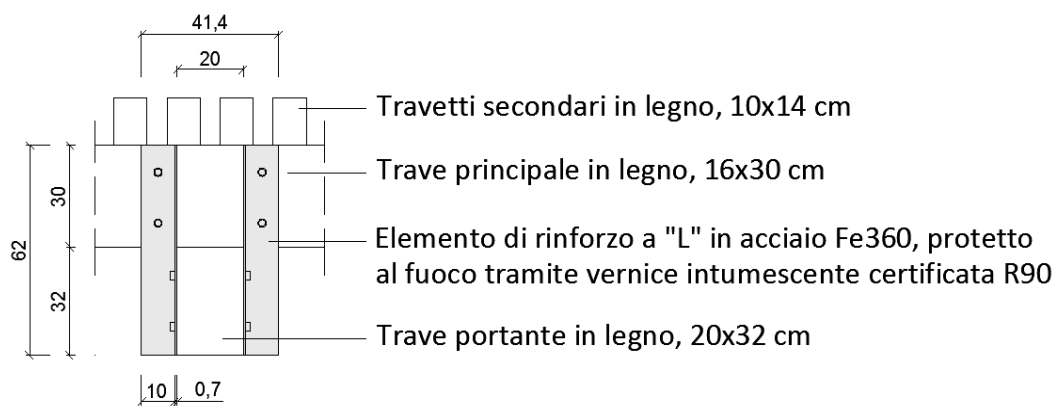 41,4
20
Travetti secondari in legno, 10x14 cm
Trave principale in legno, 16x30 cm
30
62
Elemento di rinforzo a "L" in acciaio Fe360, protetto
al fuoco tramite vernice intumescente certificata R90
32
Trave portante in legno, 20x32 cm
10
0,7